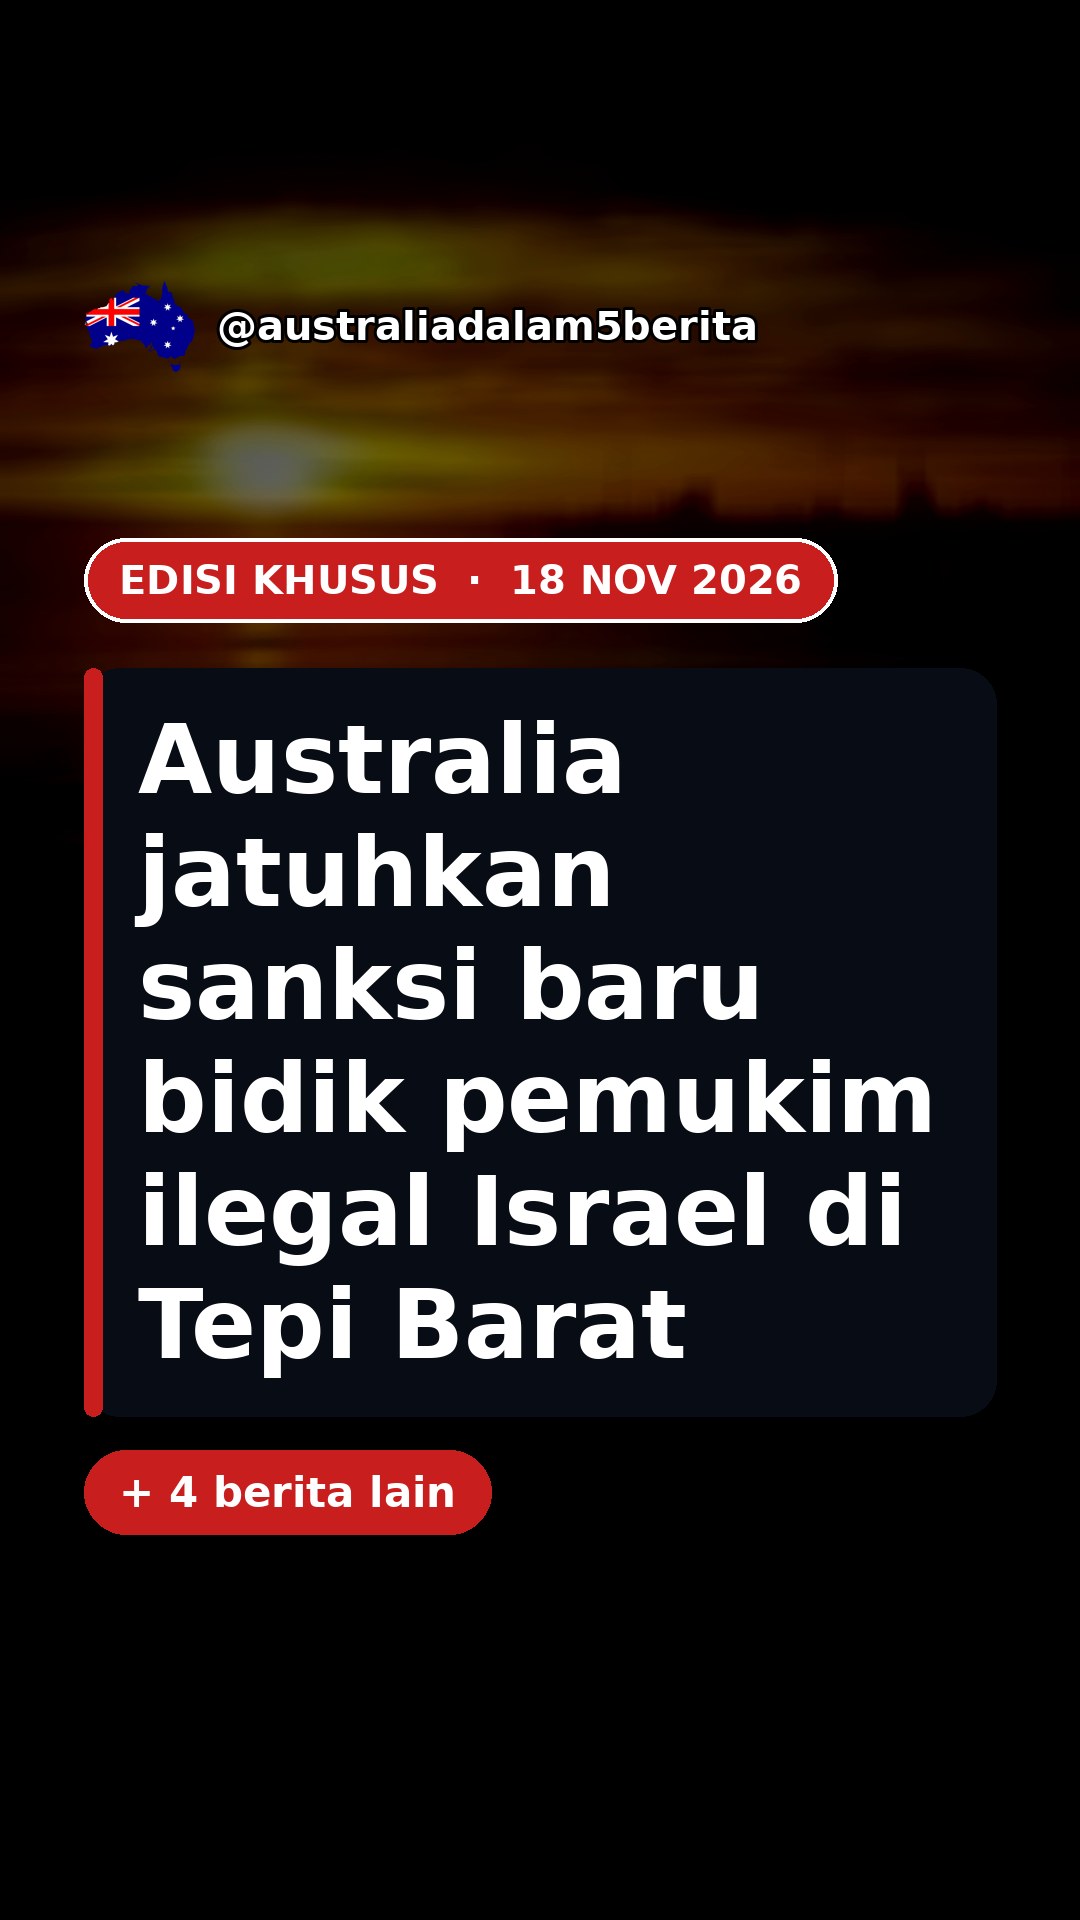 @australiadalam5berita
EDISI KHUSUS · 18 NOV 2026
Australia
jatuhkan
sanksi baru
bidik pemukim
ilegal Israel di
Tepi Barat
+ 4 berita lain